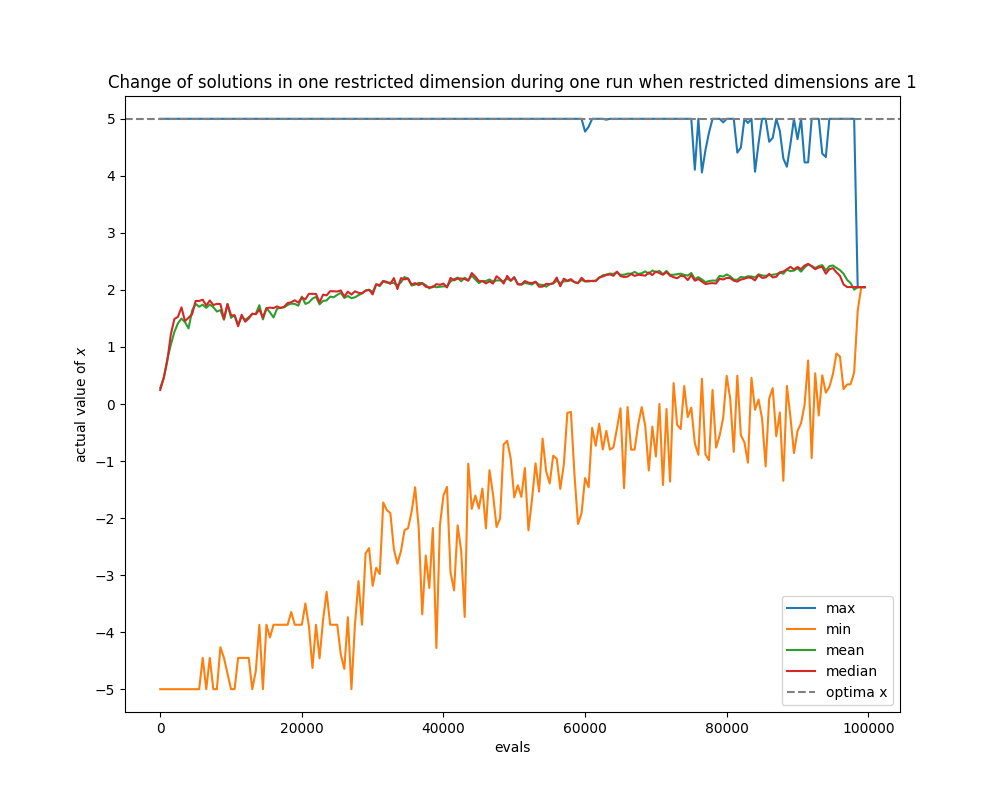 Change of solutions in one restricted dimension during one run when restricted dimensions are 1
5
4
3
2
1
0
−1
−2
−3
−4
−5
actual value of x
0 20000 40000 60000 80000 100000
evals
max
min
mean
median
optima x